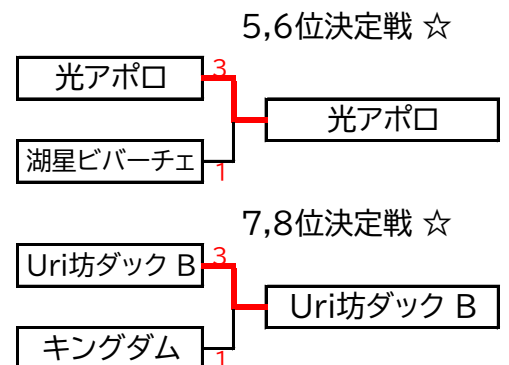 5,6位決定戦 ☆
光アポロ
3
光アポロ
湖星ビバーチェ
1
7,8位決定戦 ☆
Uri坊ダック B
3
Uri坊ダック B
キングダム
1